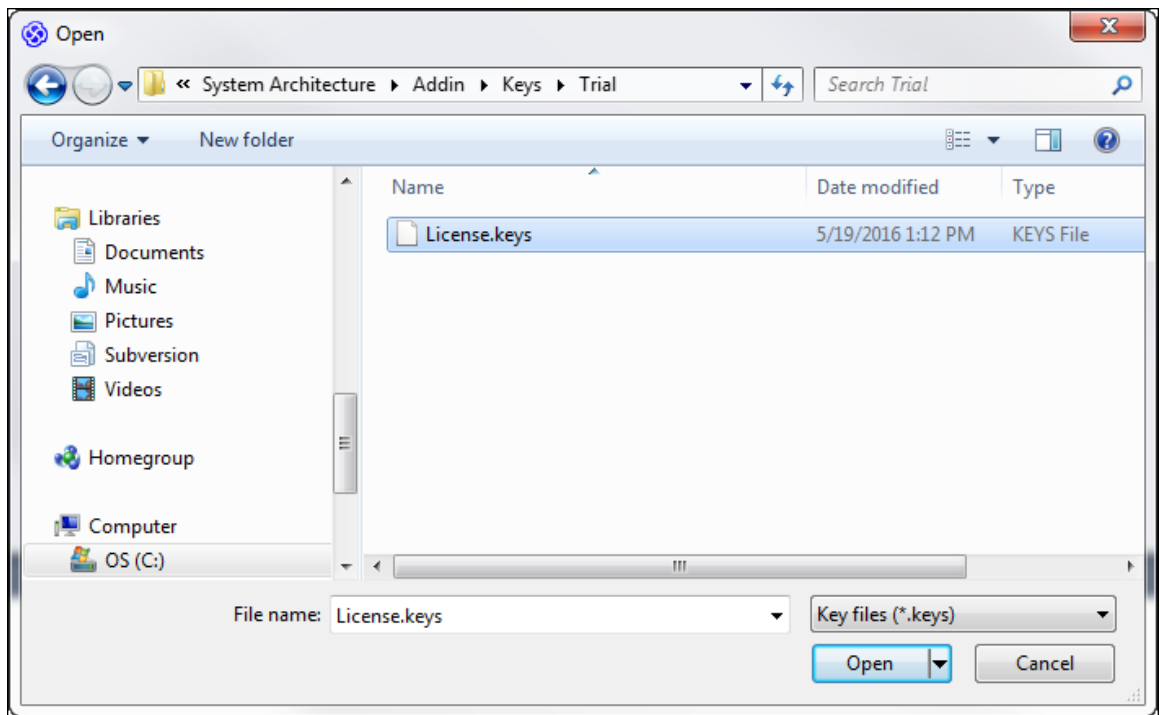 Open
« System Architecture ▸ Addin ▸ Keys ▸ Trial
Search Trial
Organize
New folder
Name
Date modified
Type
Libraries
Documents
Music
Pictures
Subversion
Videos
Homegroup
Computer
OS (C:)
License.keys
5/19/2016 1:12 PM
KEYS File
File name:
License.keys
Key files (*.keys)
Open
Cancel